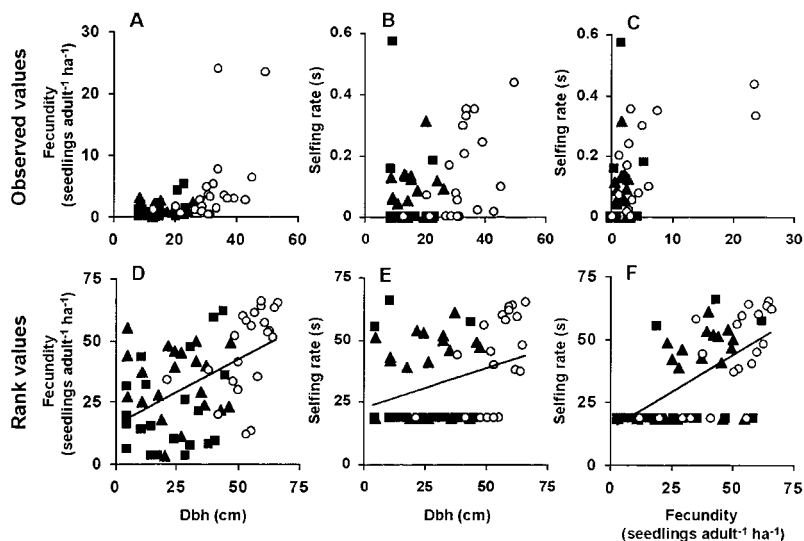 A
B
C
Observed values
Fecundity
(seedlings adult⁻¹ ha⁻¹)
30
20
10
0
0 20 40 60
Selfing rate (s)
0.6
0.4
0.2
0
0 20 40 60
Selfing rate (s)
0.6
0.4
0.2
0
0 10 20 30
D
E
F
Rank values
Fecundity
(seedlings adult⁻¹ ha⁻¹)
75
50
25
0
0 25 50 75
Dbh (cm)
Selfing rate (s)
75
50
25
0
0 25 50 75
Dbh (cm)
Selfing rate (s)
75
50
25
0
0 25 50 75
Fecundity
(seedlings adult⁻¹ ha⁻¹)